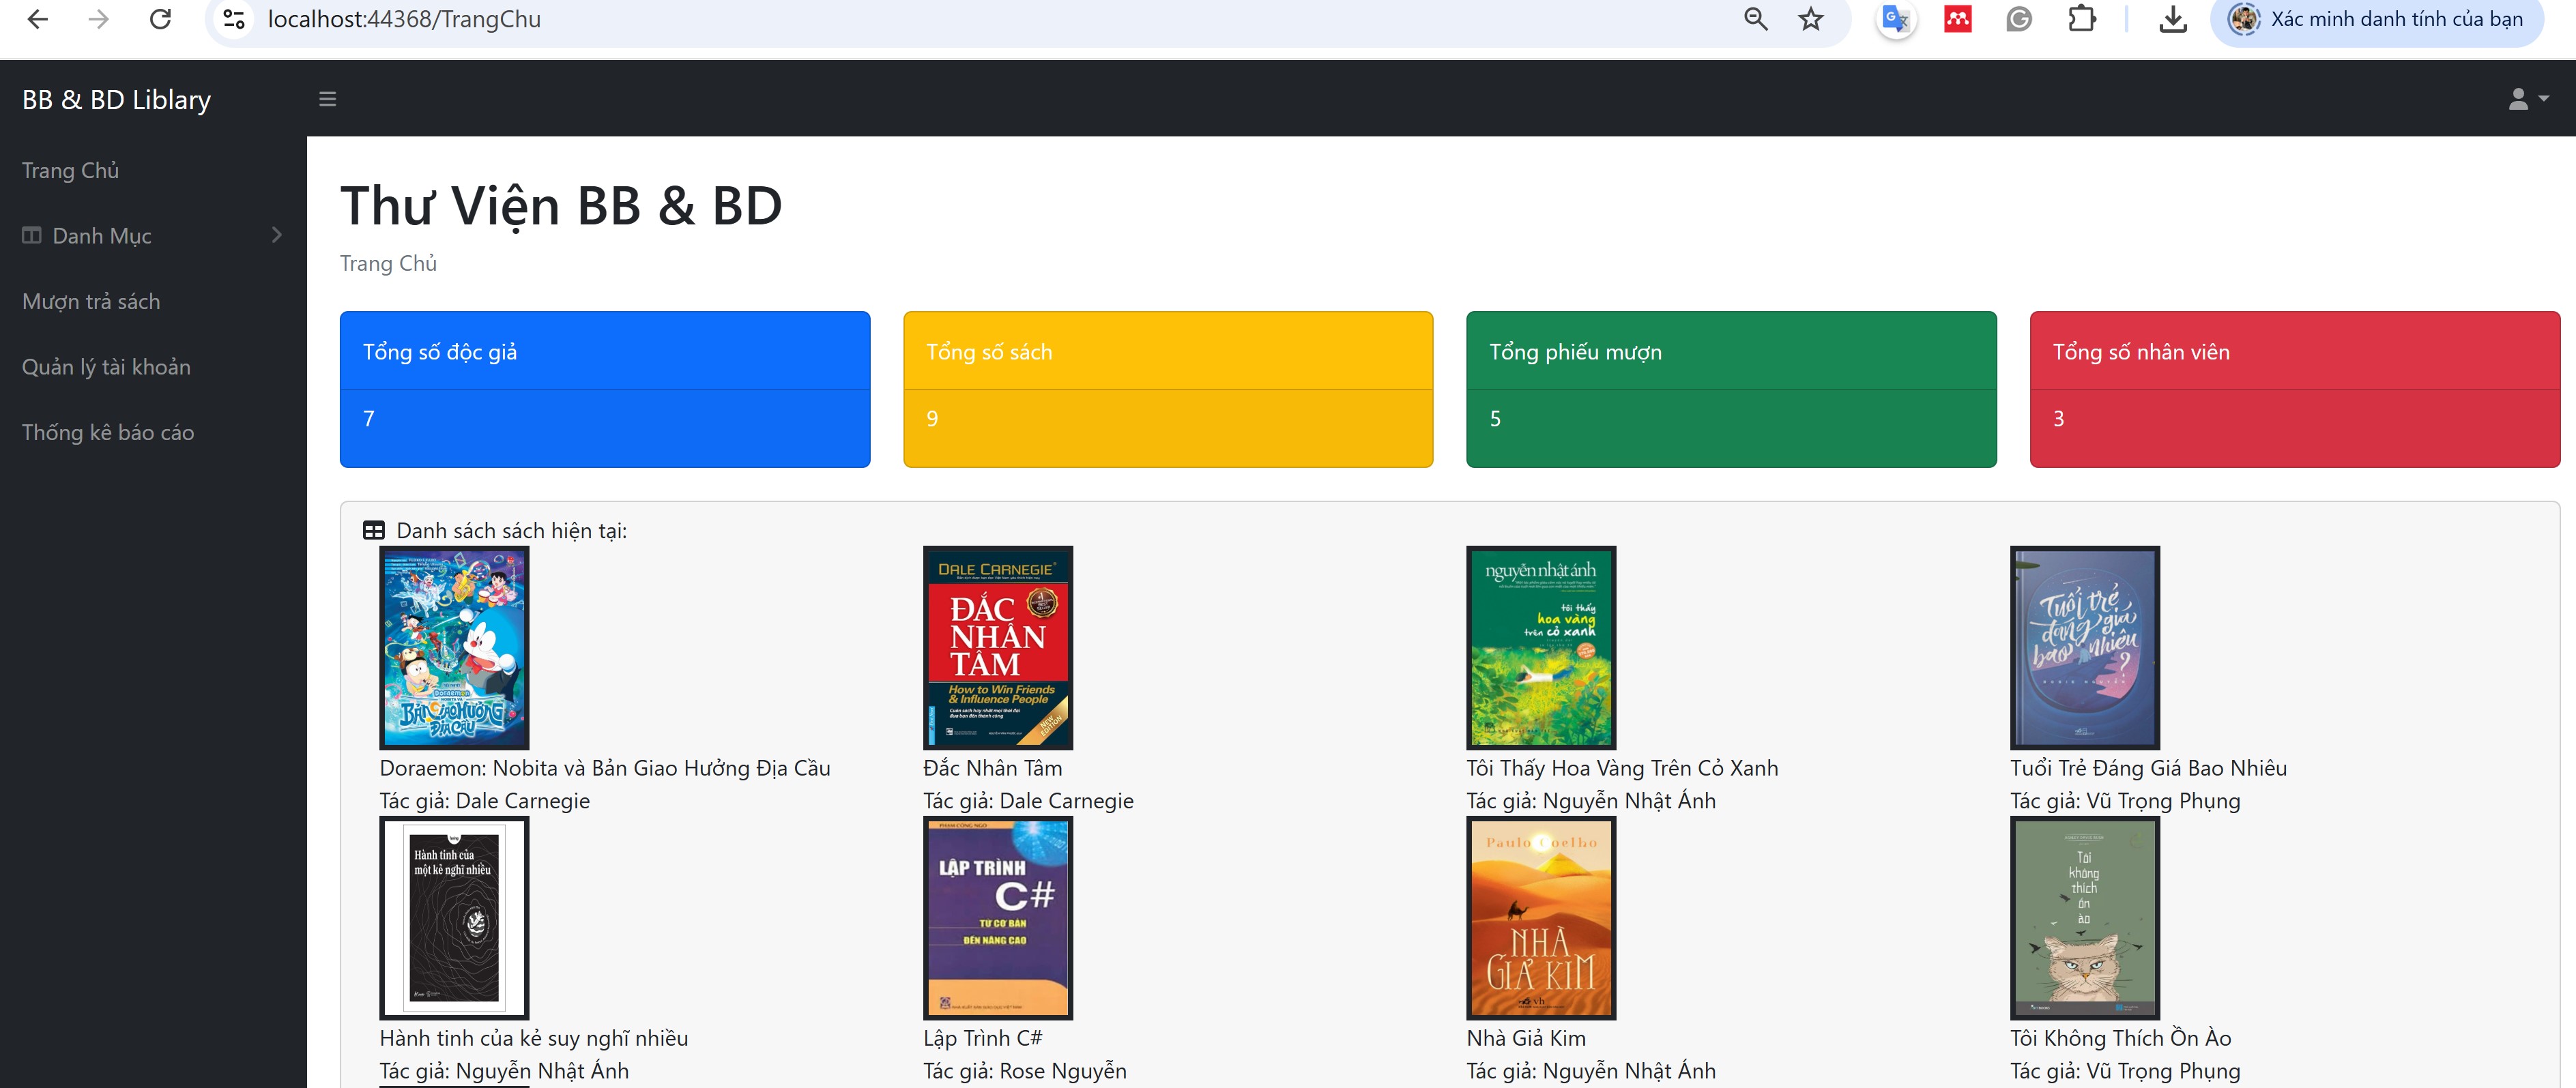 localhost:44368/TrangChu
Xác minh danh tính của bạn
BB & BD Liblary
Trang Chủ
Danh Mục
Mượn trả sách
Quản lý tài khoản
Thống kê báo cáo
Thư Viện BB & BD
Trang Chủ
Tổng số độc giả
7
Tổng số sách
9
Tổng phiếu mượn
5
Tổng số nhân viên
3
Danh sách sách hiện tại:
Doraemon
BẢN GIAO HƯỞNG
ĐỊA CẦU
DALE CARNEGIE
ĐẮC
NHÂN
TÂM
How to Win Friends
& Influence People
NEW
EDITION
nguyễn nhật ánh
tôi thấy
hoa vàng
trên cỏ xanh
Tuổi trẻ
đáng giá
bao nhiêu
?
Doraemon: Nobita và Bản Giao Hưởng Địa Cầu
Tác giả: Dale Carnegie
Đắc Nhân Tâm
Tác giả: Dale Carnegie
Tôi Thấy Hoa Vàng Trên Cỏ Xanh
Tác giả: Nguyễn Nhật Ánh
Tuổi Trẻ Đáng Giá Bao Nhiêu
Tác giả: Vũ Trọng Phụng
Hành tinh của
một kẻ nghĩ nhiều
LẬP TRÌNH
C#
TỪ CƠ BẢN
ĐẾN NÂNG CAO
Paulo Coelho
NHÀ
GIẢ KIM
Tôi
không
thích
ồn
ào
Hành tinh của kẻ suy nghĩ nhiều
Tác giả: Nguyễn Nhật Ánh
Lập Trình C#
Tác giả: Rose Nguyễn
Nhà Giả Kim
Tác giả: Nguyễn Nhật Ánh
Tôi Không Thích Ồn Ào
Tác giả: Vũ Trọng Phụng